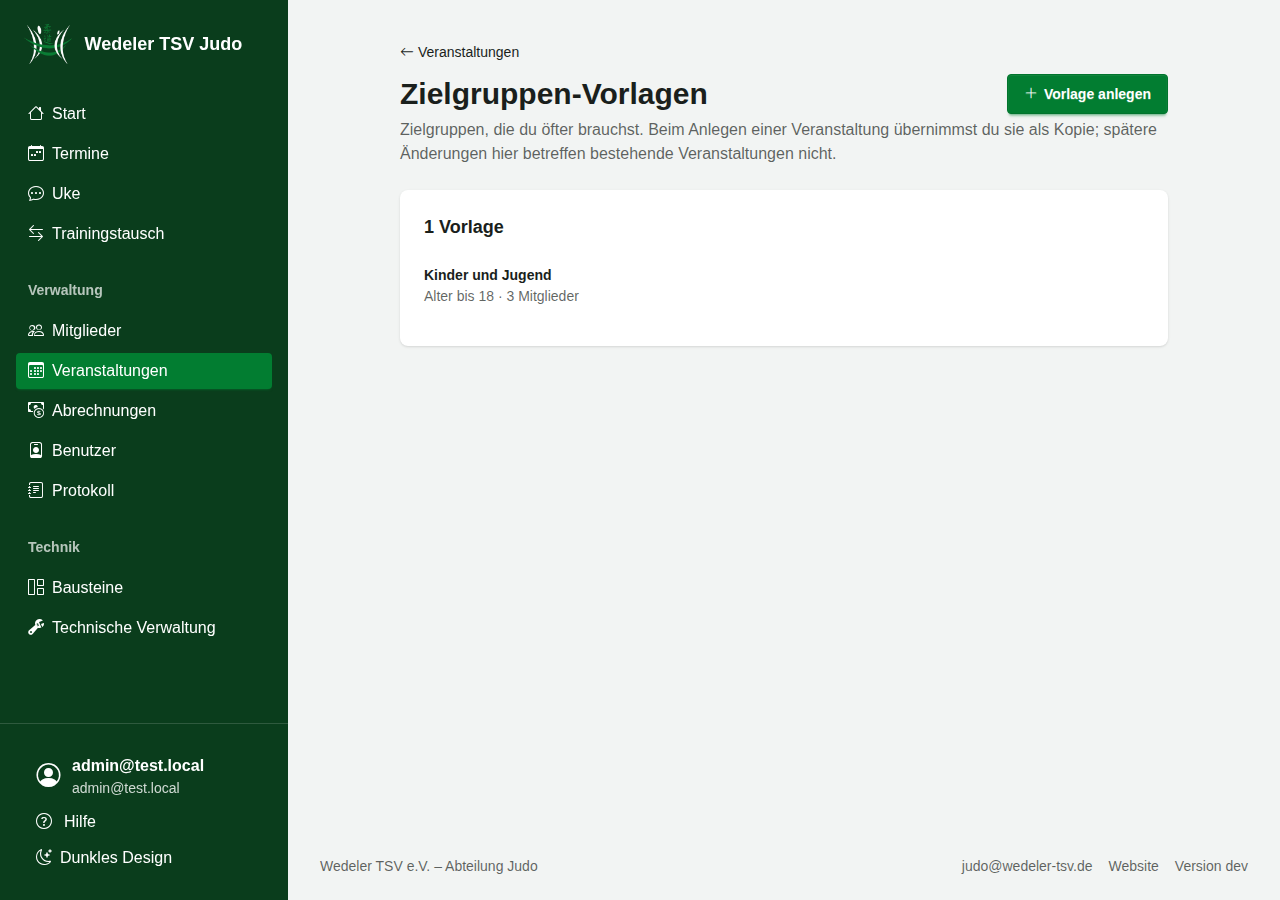 Wedeler TSV Judo
Start
Termine
Uke
Trainingstausch
Verwaltung
Mitglieder
Veranstaltungen
Abrechnungen
Benutzer
Protokoll
Technik
Bausteine
Technische Verwaltung
admin@test.local
admin@test.local
Hilfe
Dunkles Design
← Veranstaltungen
Zielgruppen-Vorlagen
+ Vorlage anlegen
Zielgruppen, die du öfter brauchst. Beim Anlegen einer Veranstaltung übernimmst du sie als Kopie; spätere
Änderungen hier betreffen bestehende Veranstaltungen nicht.
1 Vorlage
Kinder und Jugend
Alter bis 18 · 3 Mitglieder
Wedeler TSV e.V. – Abteilung Judo
judo@wedeler-tsv.de Website Version dev